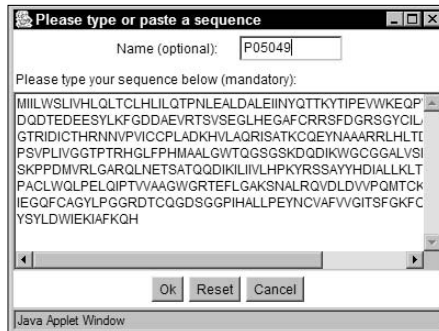 Please type or paste a sequence
Name (optional): P05049
Please type your sequence below (mandatory):
MIILWSLIVHLQLTCLHLILQTPNLEALDALEIINYQTTKYTIPEVWKEQP
DQDTEDEESYLKFGDDAEVRTSVSEGLHEGAFCRRSFDGRSGYCIL
GTRIDICTHRNNVPVICCPLADKHVLAQRISATKCQEYNAAARRLHLTD
PSVPLIVGGTPTRHGLFPHMAALGWTQGSGSKDQDIKWGCGGALVS
SKPPDMVRLGARQLNETSATQQDIKILIIVLHPKYRSSAYYHDIALLKLT
PACLWQLPELQIPTVVAAGWGRTEFLGAKSNALRQVDLDVVPQMTCK
IEGQFCAGYLPGGRDTCQGDSGGPIHALLPEYNCVAFVVGITSFGKFC
YSYLDWIEKIAFKQH
Ok Reset Cancel
Java Applet Window